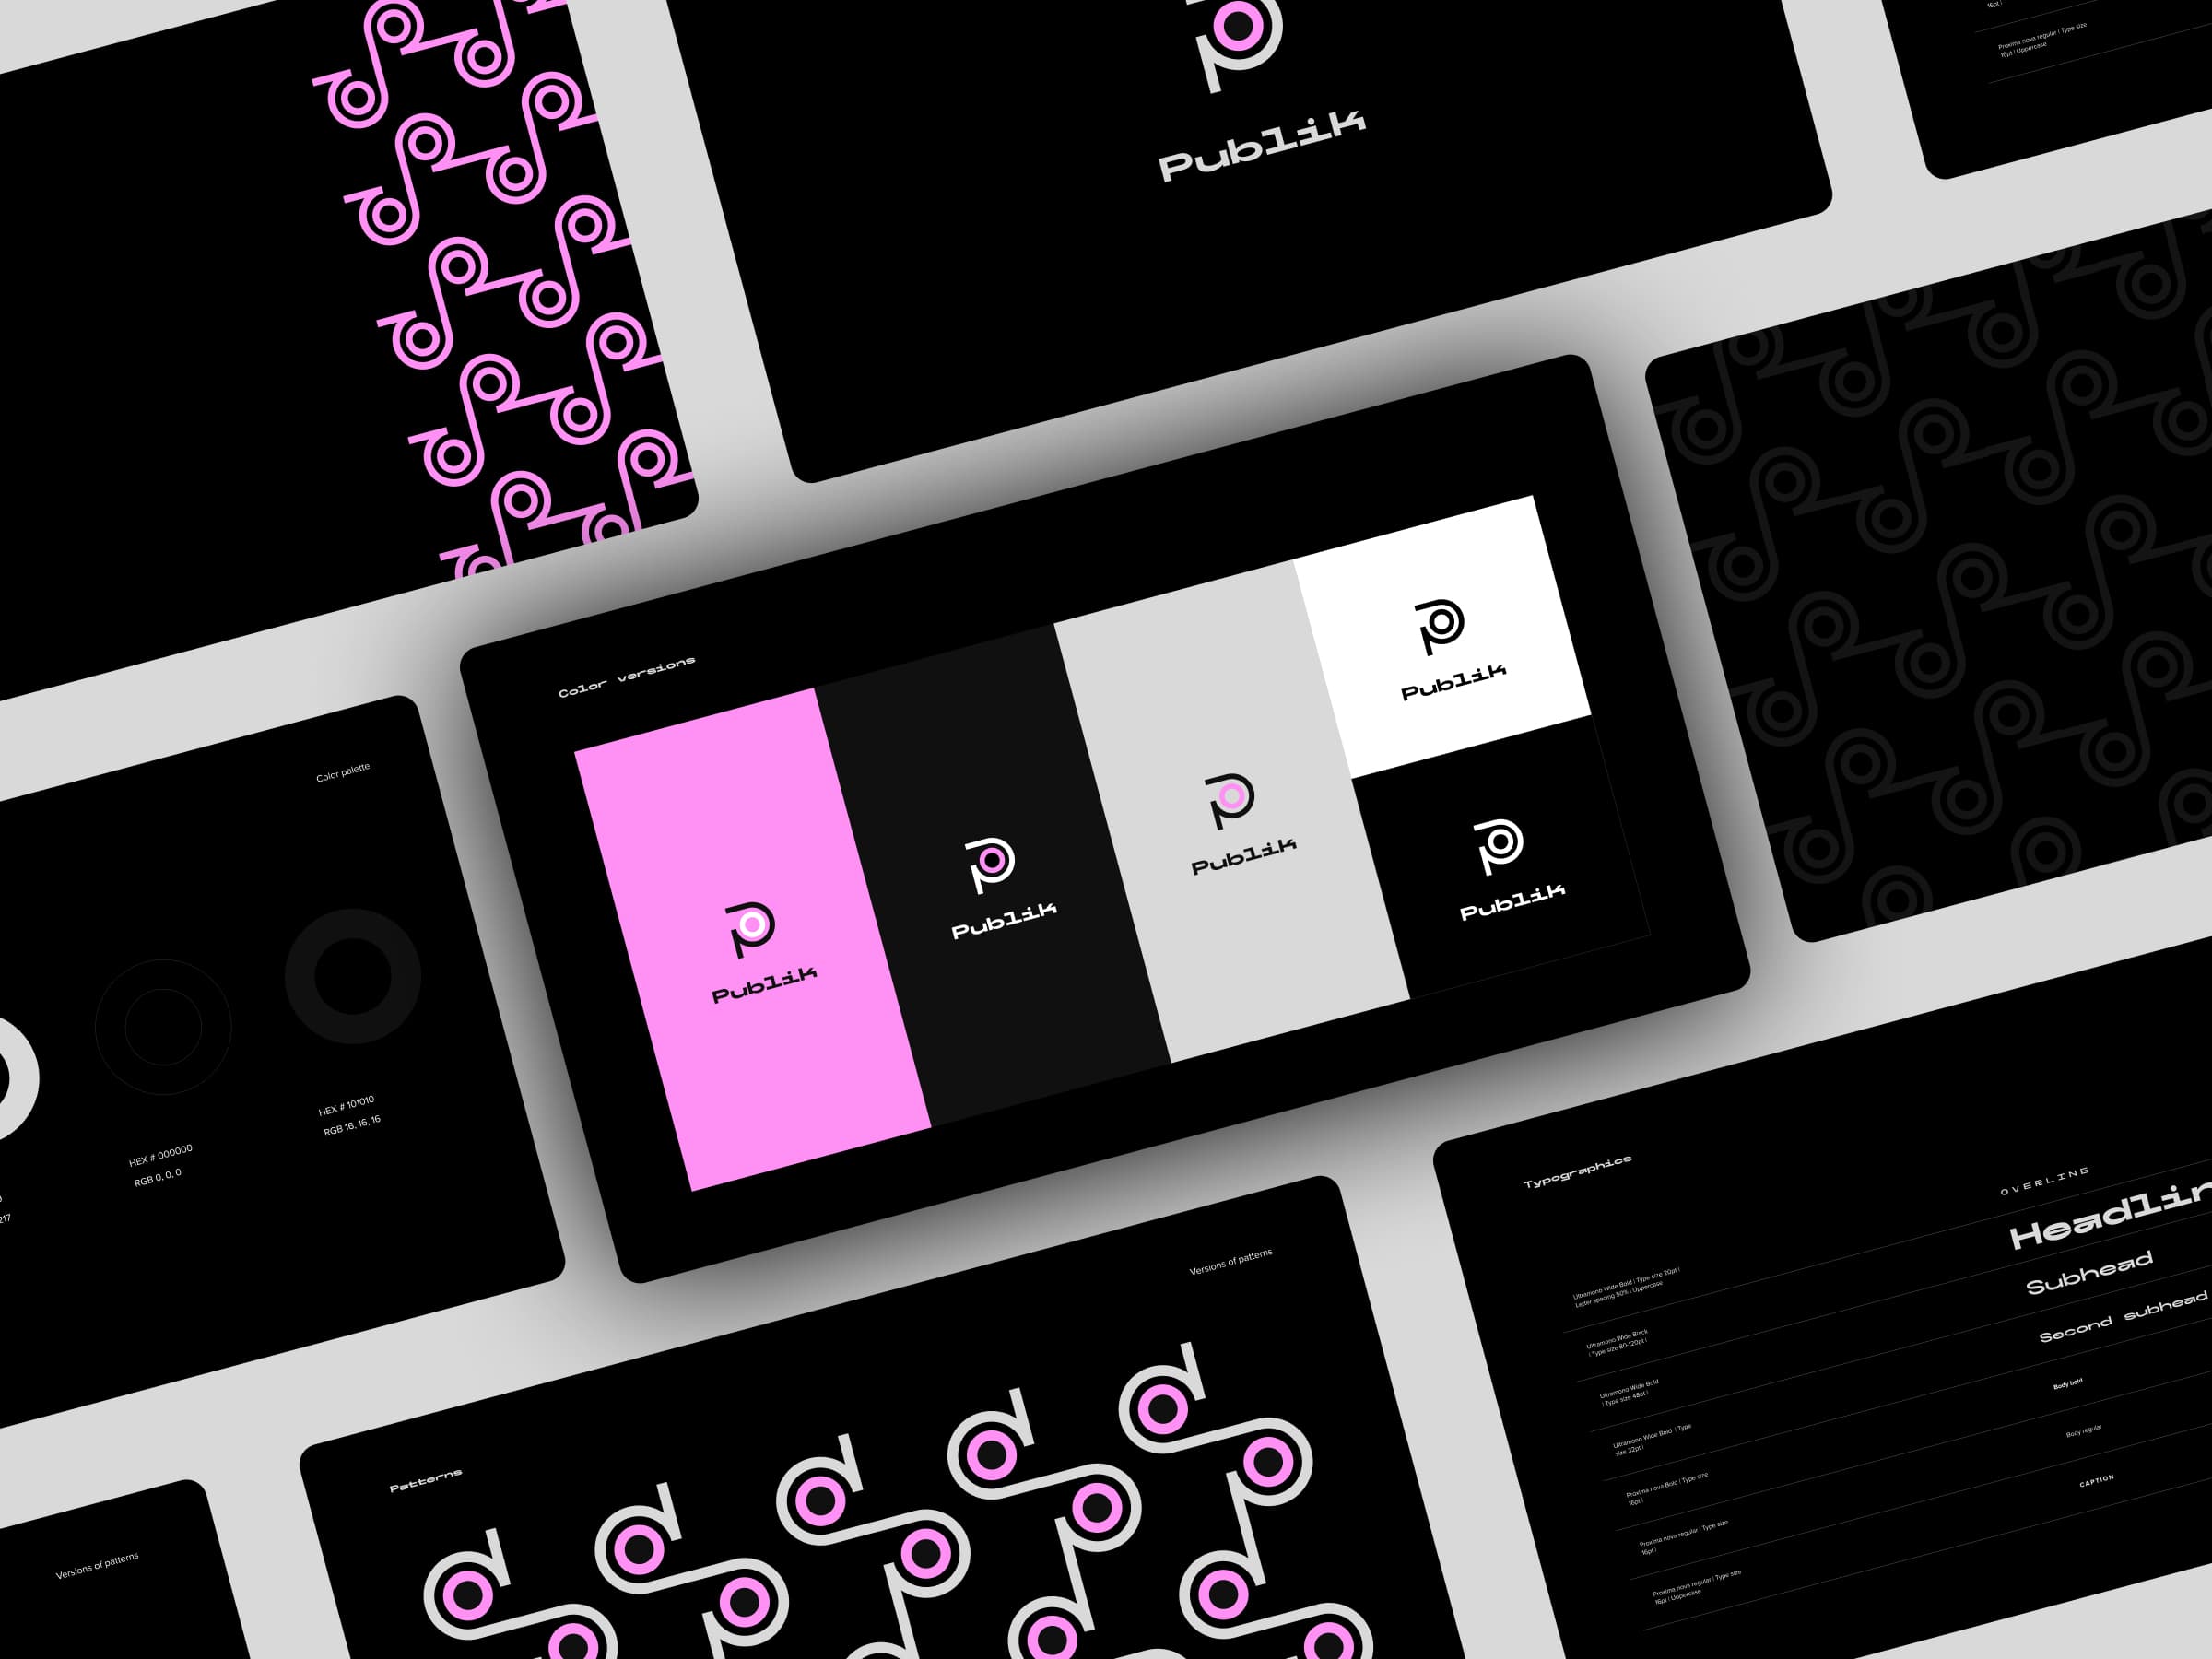 Publik
16pt |
Proxima nova regular | Type size
16pt | Uppercase
Color versions
Publik
Publik
Publik
Publik
Publik
Color palette
HEX # 101010
RGB 16, 16, 16
HEX # 000000
RGB 0, 0, 0
217
Versions of patterns
Patterns
Versions of patterns
Typographics
OVERLINE
Ultramono Wide Bold | Type size 20pt |
Letter spacing 50% | Uppercase
Headlin
Ultramono Wide Black
| Type size 80-120pt |
Subhead
Ultramono Wide Bold
| Type size 48pt |
Second subhead
Ultramono Wide Bold | Type
size 32pt |
Body bold
Proxima nova Bold | Type size
16pt |
Body regular
Proxima nova regular | Type size
16pt |
CAPTION
Proxima nova regular | Type size
16pt | Uppercase